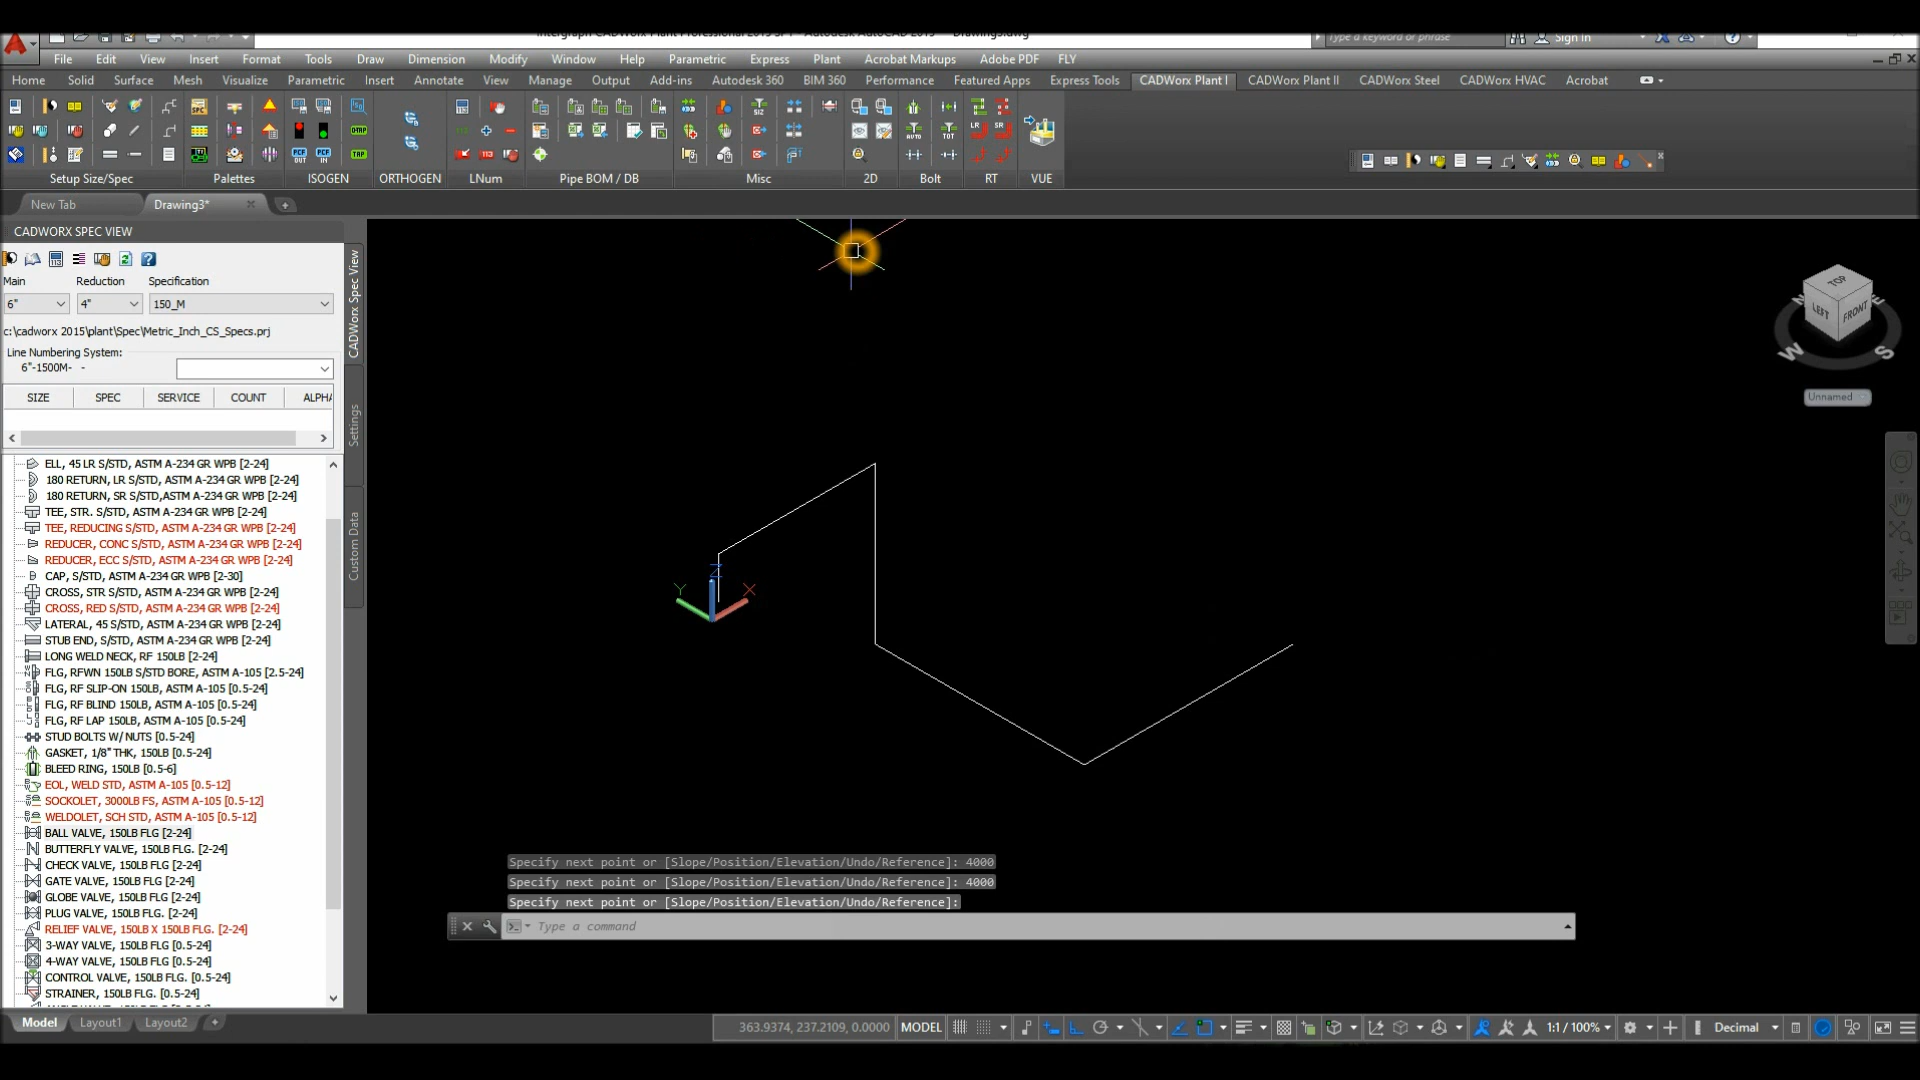 Intergraph CADWorx Plant Professional 2015 SP1 - Autodesk AutoCAD 2015 Drawing3.dwg
Type a keyword or phrase
Sign In
File Edit View Insert Format Tools Draw Dimension Modify Window Help Parametric Express Plant Acrobat Markups Adobe PDF FLY
Home Solid Surface Mesh Visualize Parametric Insert Annotate View Manage Output Add-ins Autodesk 360 BIM 360 Performance Featured Apps Express Tools CADWorx Plant I CADWorx Plant II CADWorx Steel CADWorx HVAC Acrobat
Setup Size/Spec Palettes ISOGEN ORTHOGEN LNum Pipe BOM / DB Misc 2D Bolt RT VUE
New Tab Drawing3*
CADWORX SPEC VIEW
Main Reduction Specification
6" 4" 150_M
c:\cadworx 2015\plant\Spec\Metric_Inch_CS_Specs.prj
Line Numbering System:
6"-1500M- -
SIZE SPEC SERVICE COUNT ALPH
CADWorx Spec View
Settings
Custom Data
ELL, 45 LR S/STD, ASTM A-234 GR WPB [2-24]
180 RETURN, LR S/STD, ASTM A-234 GR WPB [2-24]
180 RETURN, SR S/STD,ASTM A-234 GR WPB [2-24]
TEE, STR. S/STD, ASTM A-234 GR WPB [2-24]
TEE, REDUCING S/STD, ASTM A-234 GR WPB [2-24]
REDUCER, CONC S/STD, ASTM A-234 GR WPB [2-24]
REDUCER, ECC S/STD, ASTM A-234 GR WPB [2-24]
CAP, S/STD, ASTM A-234 GR WPB [2-30]
CROSS, STR S/STD, ASTM A-234 GR WPB [2-24]
CROSS, RED S/STD, ASTM A-234 GR WPB [2-24]
LATERAL, 45 S/STD, ASTM A-234 GR WPB [2-24]
STUB END, S/STD, ASTM A-234 GR WPB [2-24]
LONG WELD NECK, RF 150LB [2-24]
FLG, RFWN 150LB S/STD BORE, ASTM A-105 [2.5-24]
FLG, RF SLIP-ON 150LB, ASTM A-105 [0.5-24]
FLG, RF BLIND 150LB, ASTM A-105 [0.5-24]
FLG, RF LAP 150LB, ASTM A-105 [0.5-24]
STUD BOLTS W/ NUTS [0.5-24]
GASKET, 1/8" THK, 150LB [0.5-24]
BLEED RING, 150LB [0.5-6]
EOL, WELD STD, ASTM A-105 [0.5-12]
SOCKOLET, 3000LB FS, ASTM A-105 [0.5-12]
WELDOLET, SCH STD, ASTM A-105 [0.5-12]
BALL VALVE, 150LB FLG [2-24]
BUTTERFLY VALVE, 150LB FLG. [2-24]
CHECK VALVE, 150LB FLG [2-24]
GATE VALVE, 150LB FLG [2-24]
GLOBE VALVE, 150LB FLG [2-24]
PLUG VALVE, 150LB FLG. [2-24]
RELIEF VALVE, 150LB X 150LB FLG. [2-24]
3-WAY VALVE, 150LB FLG [0.5-24]
4-WAY VALVE, 150LB FLG. [0.5-24]
CONTROL VALVE, 150LB FLG. [0.5-24]
STRAINER, 150LB FLG. [0.5-24]
Z
Y
X
TOP
LEFT
FRONT
N E
W S
Unnamed
Specify next point or [Slope/Position/Elevation/Undo/Reference]: 4000
Specify next point or [Slope/Position/Elevation/Undo/Reference]: 4000
Specify next point or [Slope/Position/Elevation/Undo/Reference]:
Type a command
Model Layout1 Layout2
363.9374, 237.2109, 0.0000 MODEL 1:1 / 100% Decimal